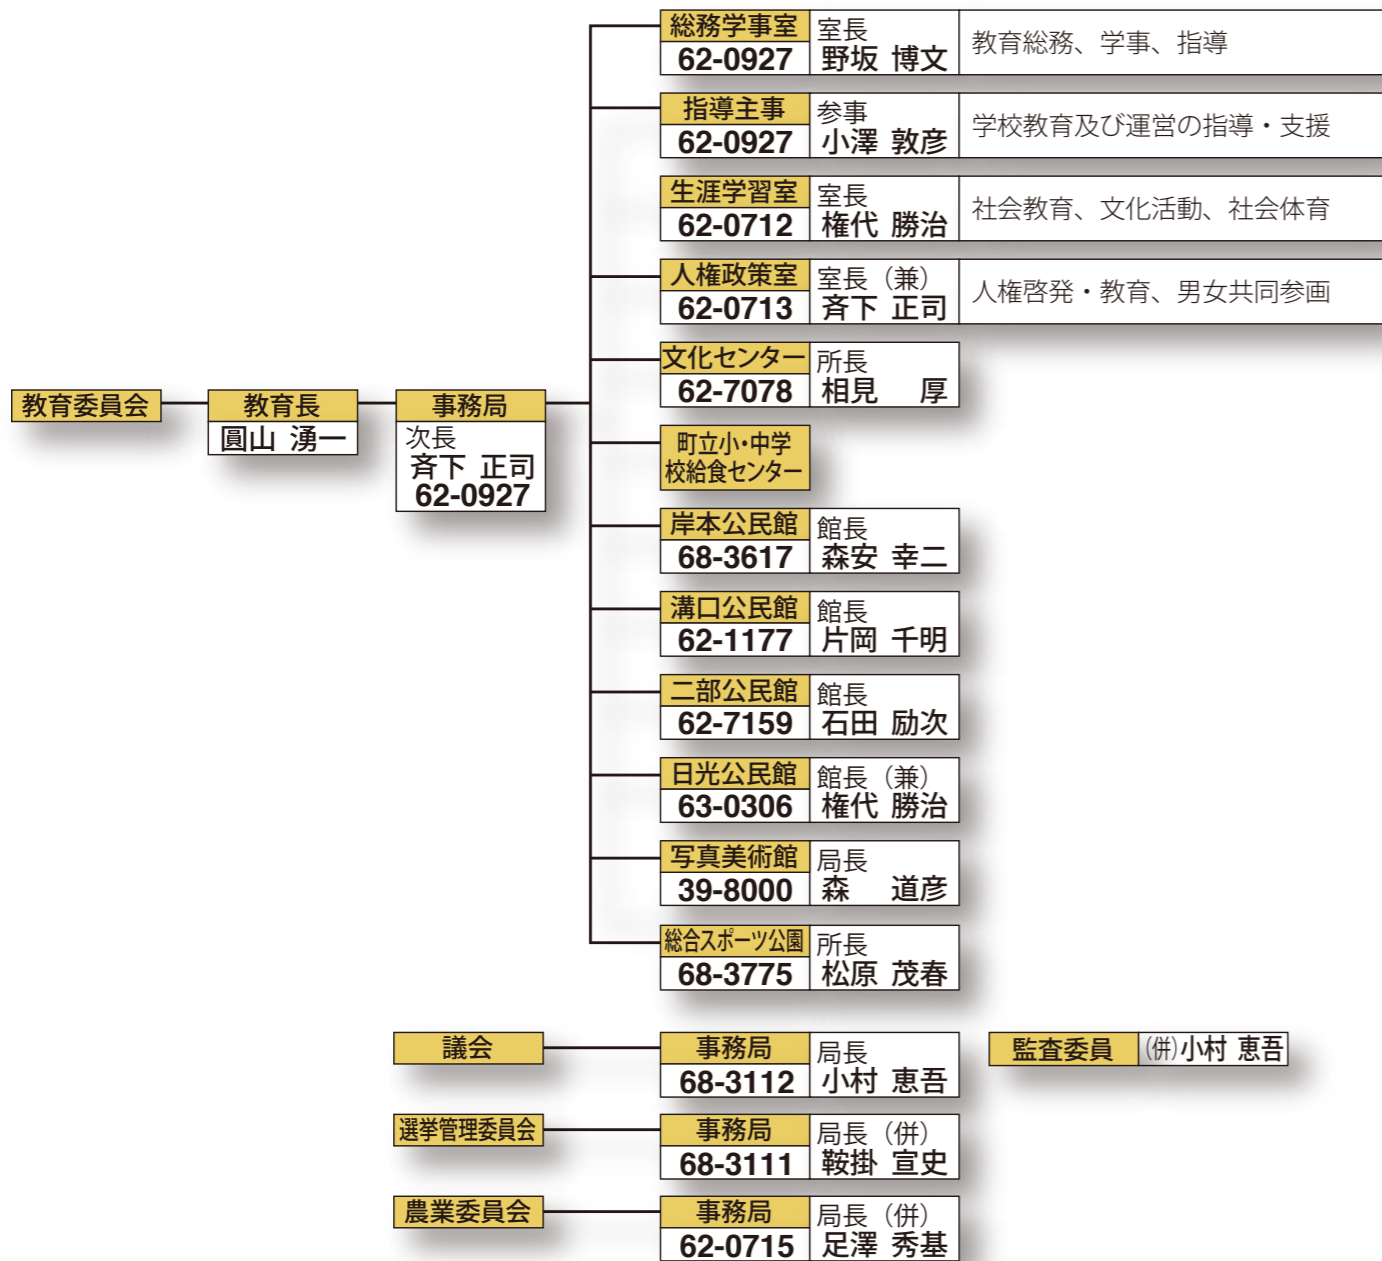 総務学事室
62-0927
室長
野坂 博文
教育総務、学事、指導
指導主事
62-0927
参事
小澤 敦彦
学校教育及び運営の指導・支援
生涯学習室
62-0712
室長
権代 勝治
社会教育、文化活動、社会体育
人権政策室
62-0713
室長（兼）
斉下 正司
人権啓発・教育、男女共同参画
文化センター
62-7078
所長
相見 厚
教育委員会
教育長
圓山 湧一
事務局
次長
斉下 正司
62-0927
町立小・中学
校給食センター
岸本公民館
68-3617
館長
森安 幸二
溝口公民館
62-1177
館長
片岡 千明
二部公民館
62-7159
館長
石田 励次
日光公民館
63-0306
館長（兼）
権代 勝治
写真美術館
39-8000
局長
森 道彦
総合スポーツ公園
68-3775
所長
松原 茂春
議会
事務局
68-3112
局長
小村 恵吾
監査委員
(併)小村 恵吾
選挙管理委員会
事務局
68-3111
局長（併）
鞍掛 宣史
農業委員会
事務局
62-0715
局長（併）
足澤 秀基